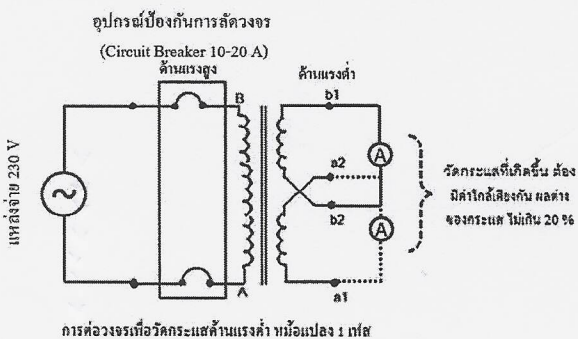 อุปกรณ์ป้องกันการลัดวงจร
(Circuit Breaker 10-20 A)
ด้านแรงสูง
ด้านแรงต่ำ
แหล่งจ่าย 230 V
B
A
b1
a2
b2
a1
A
A
วัดกระแสที่เกิดขึ้น ต้อง
มีค่าใกล้เคียงกัน ผลต่าง
ของกระแส ไม่เกิน 20 %
การต่อวงจรเพื่อวัดกระแสด้านแรงต่ำ หม้อแปลง 1 เฟส